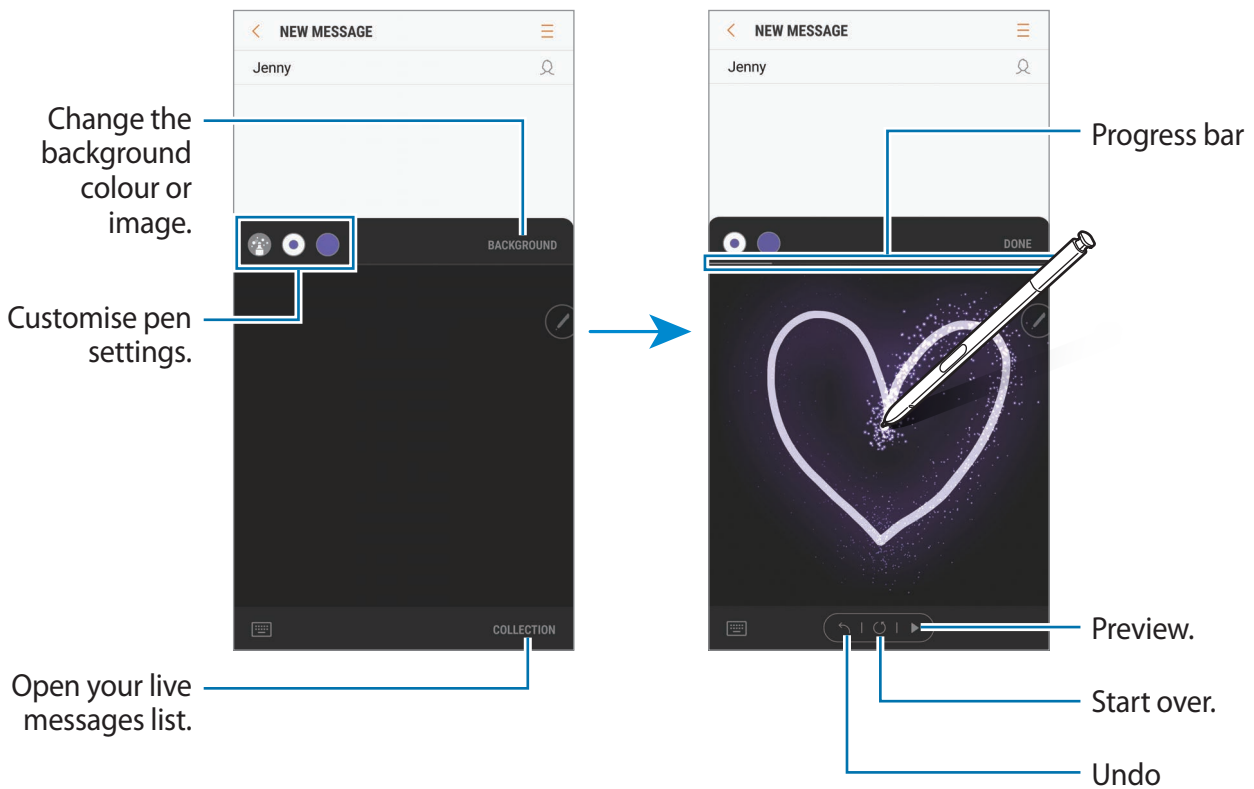 NEW MESSAGE
Jenny
Change the
background
colour or
image.
BACKGROUND
Customise pen
settings.
COLLECTION
Open your live
messages list.
NEW MESSAGE
Jenny
Progress bar
DONE
Preview.
Start over.
Undo